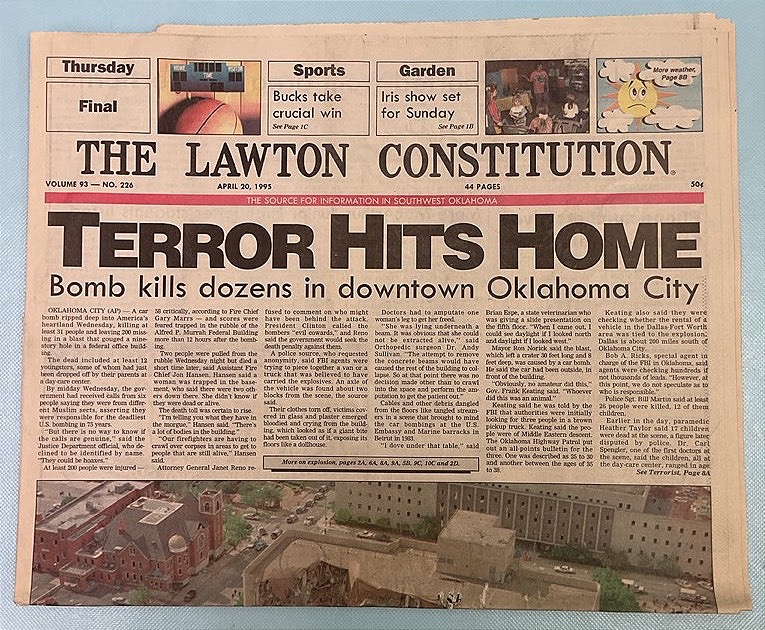 Thursday
Final
HOME
TIME
Sports
Bucks take
crucial win
See Page 1C
Garden
Iris show set
for Sunday
See Page 1B
More weather,
Page 8B
THE LAWTON CONSTITUTION
VOLUME 93 — NO. 226
APRIL 20, 1995
44 PAGES
50¢
THE SOURCE FOR INFORMATION IN SOUTHWEST OKLAHOMA
TERROR HITS HOME
Bomb kills dozens in downtown Oklahoma City
OKLAHOMA CITY (AP) — A car
bomb ripped deep into America's
heartland Wednesday, killing at
least 31 people and leaving 200 miss-
ing in a blast that gouged a nine-
story hole in a federal office build-
ing.
The dead included at least 12
youngsters, some of whom had just
been dropped off by their parents at
a day-care center.
By midday Wednesday, the gov-
ernment had received calls from six
people saying they were from differ-
ent Muslim sects, asserting they
were responsible for the deadliest
U.S. bombing in 75 years.
"But there is no way to know if
the calls are genuine," said the
Justice Department official, who de-
clined to be identified by name.
"They could be hoaxes."
At least 200 people were injured —
58 critically, according to Fire Chief
Gary Marrs — and scores were
feared trapped in the rubble of the
Alfred P. Murrah Federal Building
more than 12 hours after the bomb-
ing.
Two people were pulled from the
rubble Wednesday night but died a
short time later, said Assistant Fire
Chief Jon Hansen. Hansen said a
woman was trapped in the base-
ment, who said there were two oth-
ers down there. She didn't know if
they were dead or alive.
The death toll was certain to rise.
"I'm telling you what they have in
the morgue," Hansen said. "There's
a lot of bodies in the building."
"Our firefighters are having to
crawl over corpses in areas to get to
people that are still alive," Hansen
said.
Attorney General Janet Reno re-
fused to comment on who might
have been behind the attack.
President Clinton called the
bombers "evil cowards," and Reno
said the government would seek the
death penalty against them.
A police source, who requested
anonymity, said FBI agents were
trying to piece together a van or a
truck that was believed to have
carried the explosives. An axle of
the vehicle was found about two
blocks from the scene, the source
said.
Their clothes torn off, victims cov-
ered in glass and plaster emerged
bloodied and crying from the build-
ing, which looked as if a giant bite
had been taken out of it, exposing its
floors like a dollhouse.
More on explosion, pages 2A, 6A, 8A, 9A, 5B, 9C, 10C and 2D.
Doctors had to amputate one
woman's leg to get her freed.
"She was lying underneath a
beam. It was obvious that she could
not be extracted alive," said
Orthopedic surgeon Dr. Andy
Sullivan. "The attempt to remove
the concrete beams would have
caused the rest of the building to col-
lapse. So at that point, there was no
decision made other than to crawl
into the space and perform the am-
putation to get the patient out."
Cables and other debris dangled
from the floors like tangled stream-
ers in a scene that brought to mind
the car bombings at the U.S.
Embassy and Marine barracks in
Beirut in 1983.
"I dove under that table," said
Brian Espe, a state veterinarian who
was giving a slide presentation on
the fifth floor. "When I came out, I
could see daylight if I looked north
and daylight if I looked west."
Mayor Ron Norick said the blast,
which left a crater 30 feet long and 8
feet deep, was caused by a car bomb.
He said the car had been outside, in
front of the building.
"Obviously, no amateur did this,"
Gov. Frank Keating said. "Whoever
did this was an animal."
Keating said he was told by the
FBI that authorities were initially
looking for three people in a brown
pickup truck. Keating said the peo-
ple were of Middle Eastern descent.
The Oklahoma Highway Patrol put
out an all-points bulletin for the
three. One was described as 25 to 30
and another between the ages of 35
to 38.
Keating also said they were
checking whether the rental of a
vehicle in the Dallas-Fort Worth
area was tied to the explosion.
Dallas is about 200 miles south of
Oklahoma City.
Bob A. Ricks, special agent in
charge of the FBI in Oklahoma, said
agents were checking hundreds if
not thousands of leads. "However, at
this point, we do not speculate as to
who is responsible."
Police Sgt. Bill Martin said at least
26 people were killed, 12 of them
children.
Earlier in the day, paramedic
Heather Taylor said 17 children
were dead at the scene, a figure later
disputed by police. Dr. Carl
Spengler, one of the first doctors at
the scene, said the children, all at
the day-care center, ranged in age
See Terrorist, Page 8A